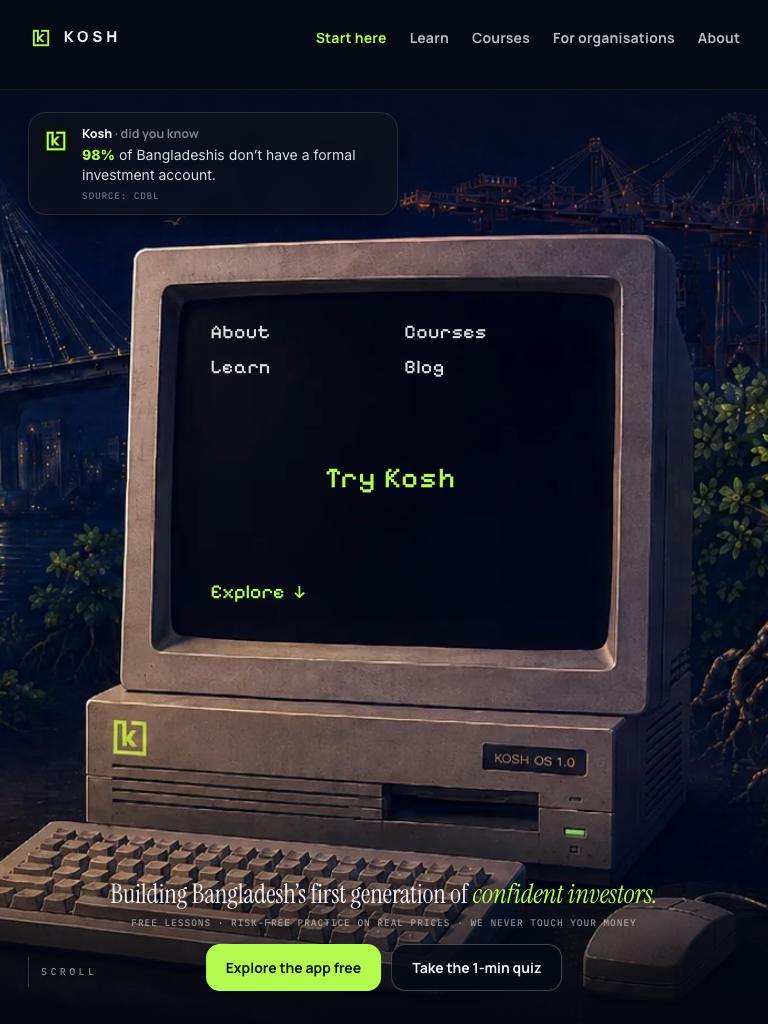 KOSH
Start here
Learn
Courses
For organisations
About
Kosh · did you know
98% of Bangladeshis don’t have a formal
investment account.
SOURCE: CDBL
About
Courses
Learn
Blog
Try Kosh
Explore ↓
k
KOSH OS 1.0
Building Bangladesh’s first generation of confident investors.
FREE LESSONS · RISK-FREE PRACTICE ON REAL PRICES · WE NEVER TOUCH YOUR MONEY
SCROLL
Explore the app free
Take the 1-min quiz